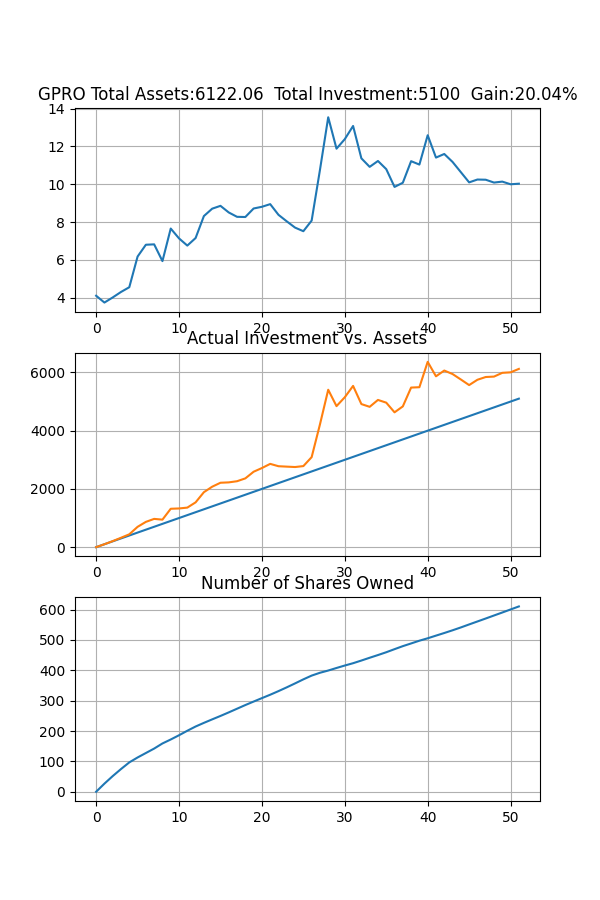 GPRO Total Assets:6122.06  Total Investment:5100  Gain:20.04%
14
12
10
8
6
4
0 10 20 30 40 50
Actual Investment vs. Assets
6000
4000
2000
0
0 10 20 30 40 50
Number of Shares Owned
600
500
400
300
200
100
0
0 10 20 30 40 50